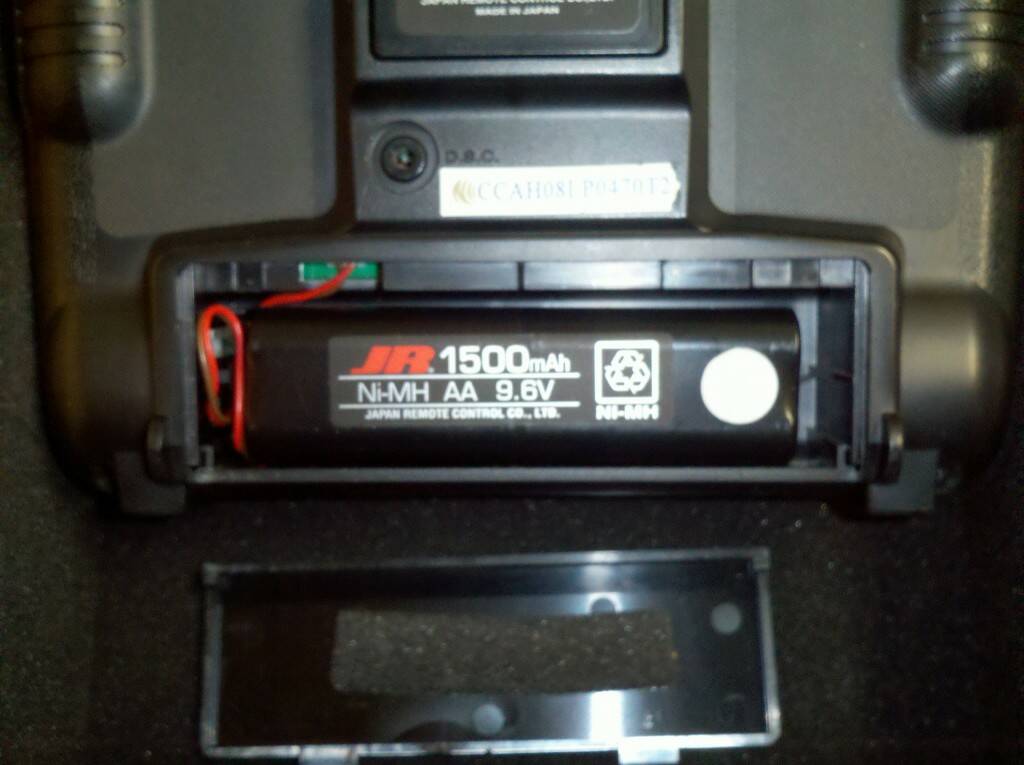 JAPAN REMOTE CONTROL CO., LTD.
MADE IN JAPAN
D.S.C.
CCAH08LP0470T2
JR 1500mAh
Ni-MH AA 9.6V
JAPAN REMOTE CONTROL CO., LTD.
Ni-MH